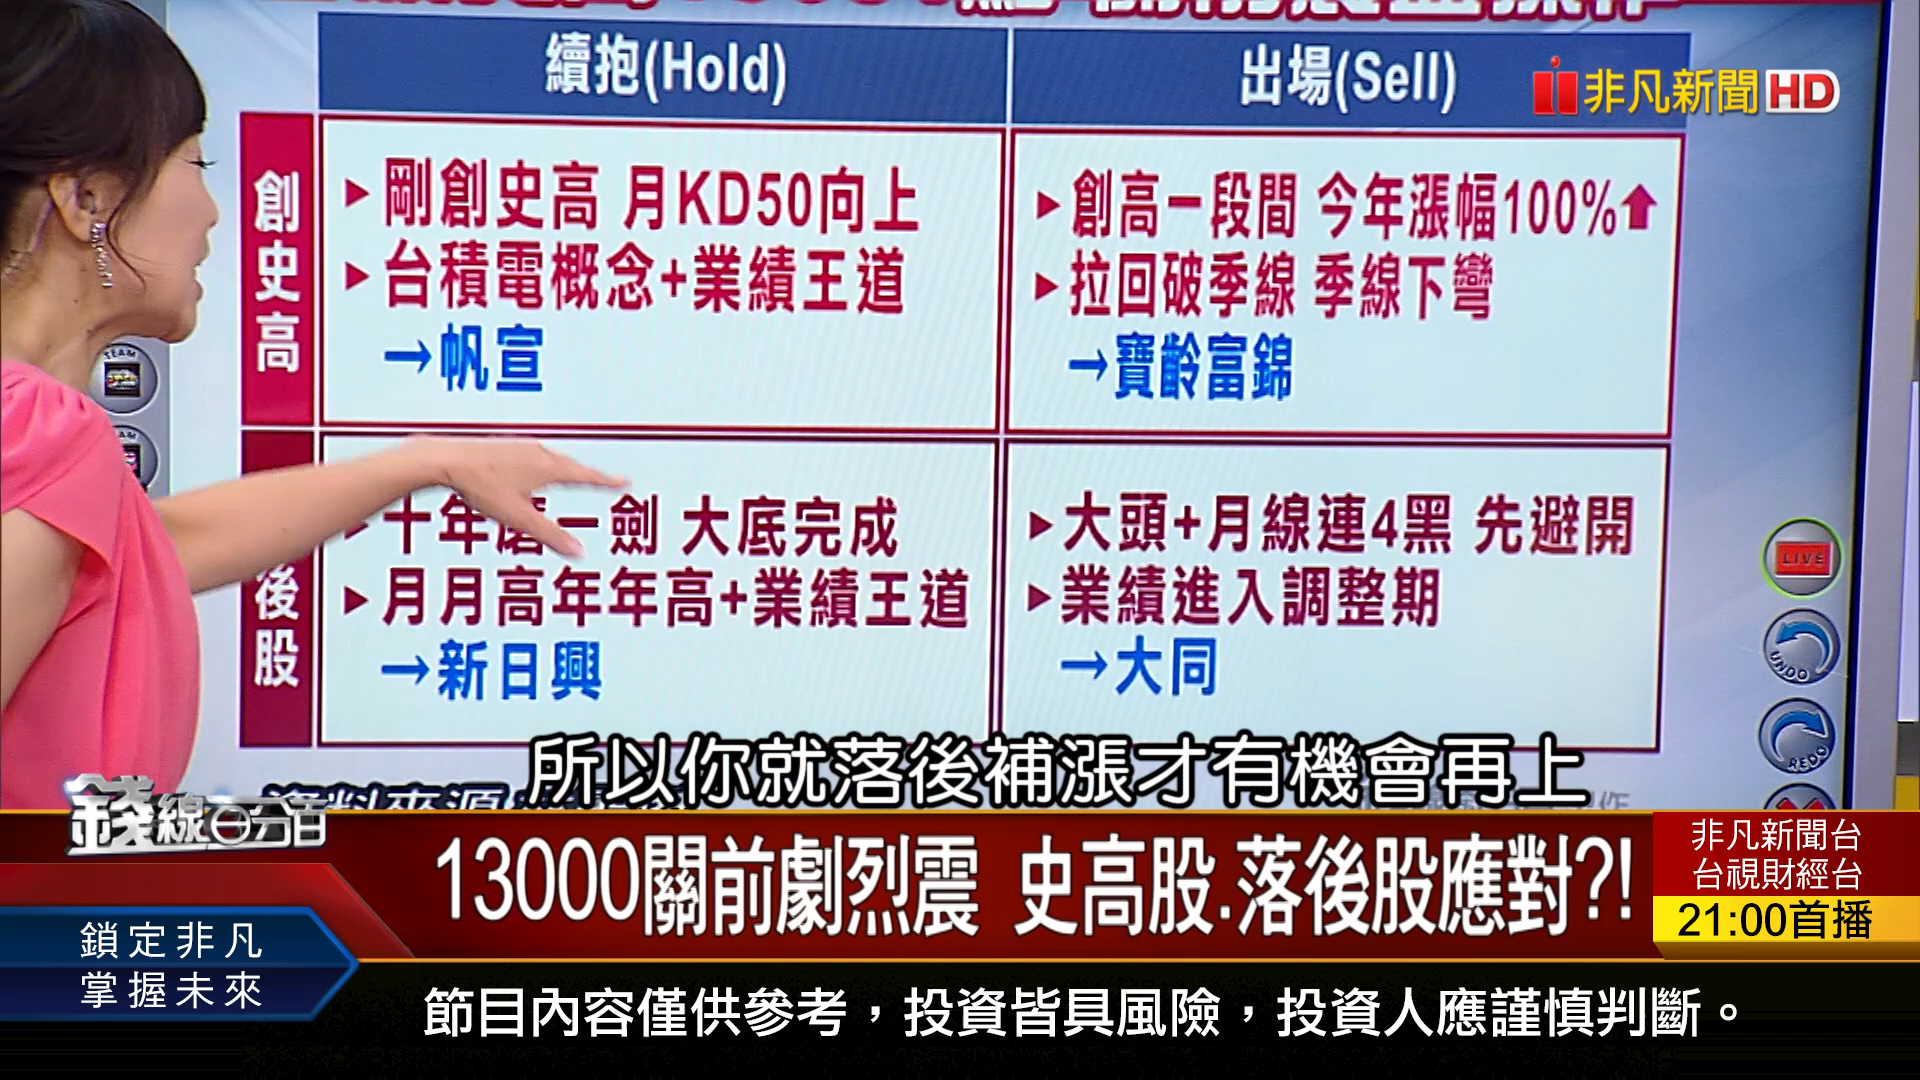 續抱(Hold)
出場(Sell)
非凡新聞HD
創史高
▶剛創史高 月KD50向上
▶台積電概念+業績王道
→帆宣
▶創高一段間 今年漲幅100%↑
▶拉回破季線 季線下彎
→寶齡富錦
後股
十年磨一劍 大底完成
▶月月高年年高+業績王道
→新日興
▶大頭+月線連4黑 先避開
▶業績進入調整期
→大同
TEAM
LIVE
UNDO
REDO
所以你就落後補漲才有機會再上
資料來源
錢線百分百
13000關前劇烈震 史高股.落後股應對?!
非凡新聞台
台視財經台
21:00首播
鎖定非凡
掌握未來
節目內容僅供參考，投資皆具風險，投資人應謹慎判斷。